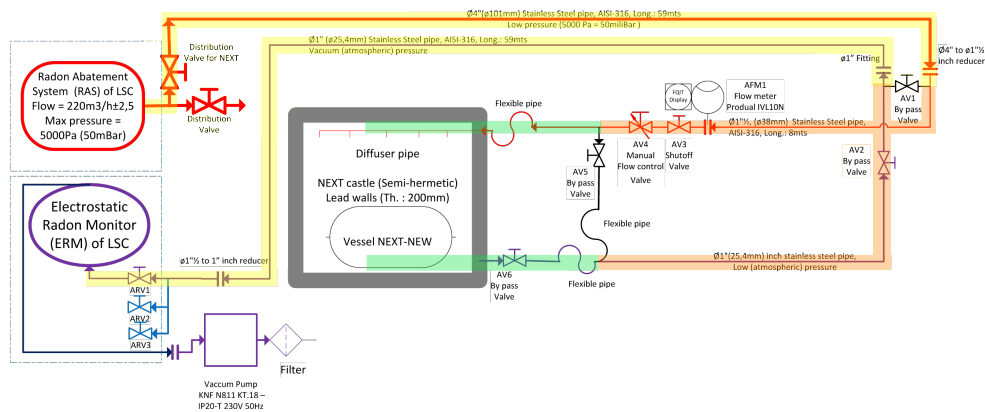 Ø4"(ø101mm) Stainless Steel pipe, AISI-316, Long.: 59mts
Low pressure (5000 Pa = 50miliBar )
Ø1" (ø25,4mm) Stainless Steel pipe, AISI-316, Long.: 59mts
Vacuum (atmospheric) pressure
Distribution
Valve for NEXT
Radon Abatement
System (RAS) of LSC
Flow = 220m3/h±2,5
Max pressure =
5000Pa (50mBar)
Distribution
Valve
ø1" Fitting
Ø4" to ø1"½
inch reducer
AV1
By pass
Valve
FQIT
Display
AFM1
Flow meter
Produal IVL10N
Flexible pipe
Ø1"½, (ø38mm) Stainless Steel pipe,
AISI-316, Long.: 8mts
Diffuser pipe
AV4
Manual
Flow control
Valve
AV3
Shutoff
Valve
AV2
By pass
Valve
AV5
By pass
Valve
NEXT castle (Semi-hermetic)
Lead walls (Th. : 200mm)
Vessel NEXT-NEW
Flexible pipe
Electrostatic
Radon Monitor
(ERM) of LSC
ø1"½ to 1" inch reducer
Ø1"(25,4mm) inch stainless steel pipe,
Low (atmospheric) pressure
AV6
By pass
Valve
Flexible pipe
ARV1
ARV2
ARV3
Filter
Vaccum Pump
KNF N811 KT.18 –
IP20-T 230V 50Hz